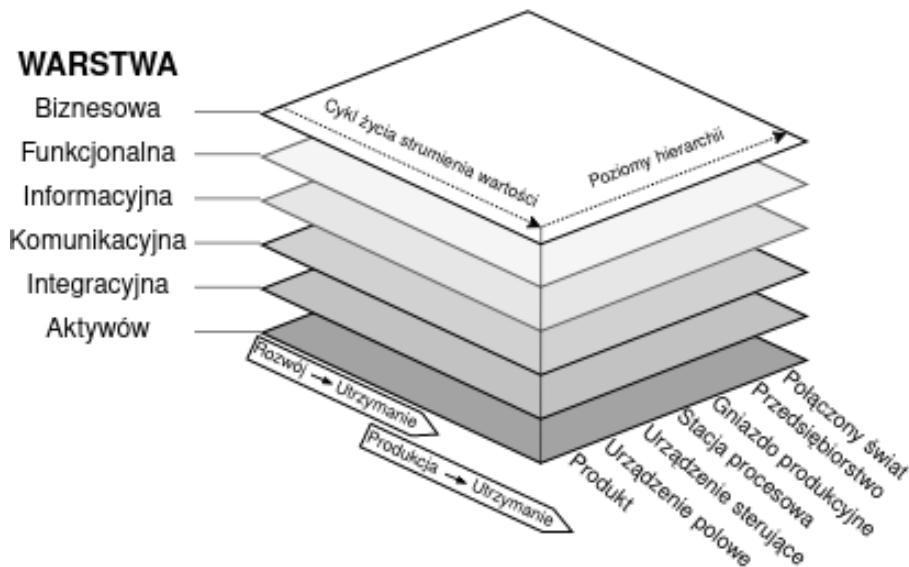 WARSTWA
Biznesowa
Funkcjonalna
Informacyjna
Komunikacyjna
Integracyjna
Aktywów
Cykl życia strumienia wartości
Poziomy hierarchii
Rozwój → Utrzymanie
Produkcja → Utrzymanie
Produkt
Urządzenie polowe
Urządzenie sterujące
Stacja procesowa
Gniazdo produkcyjne
Przedsiębiorstwo
Połączony świat